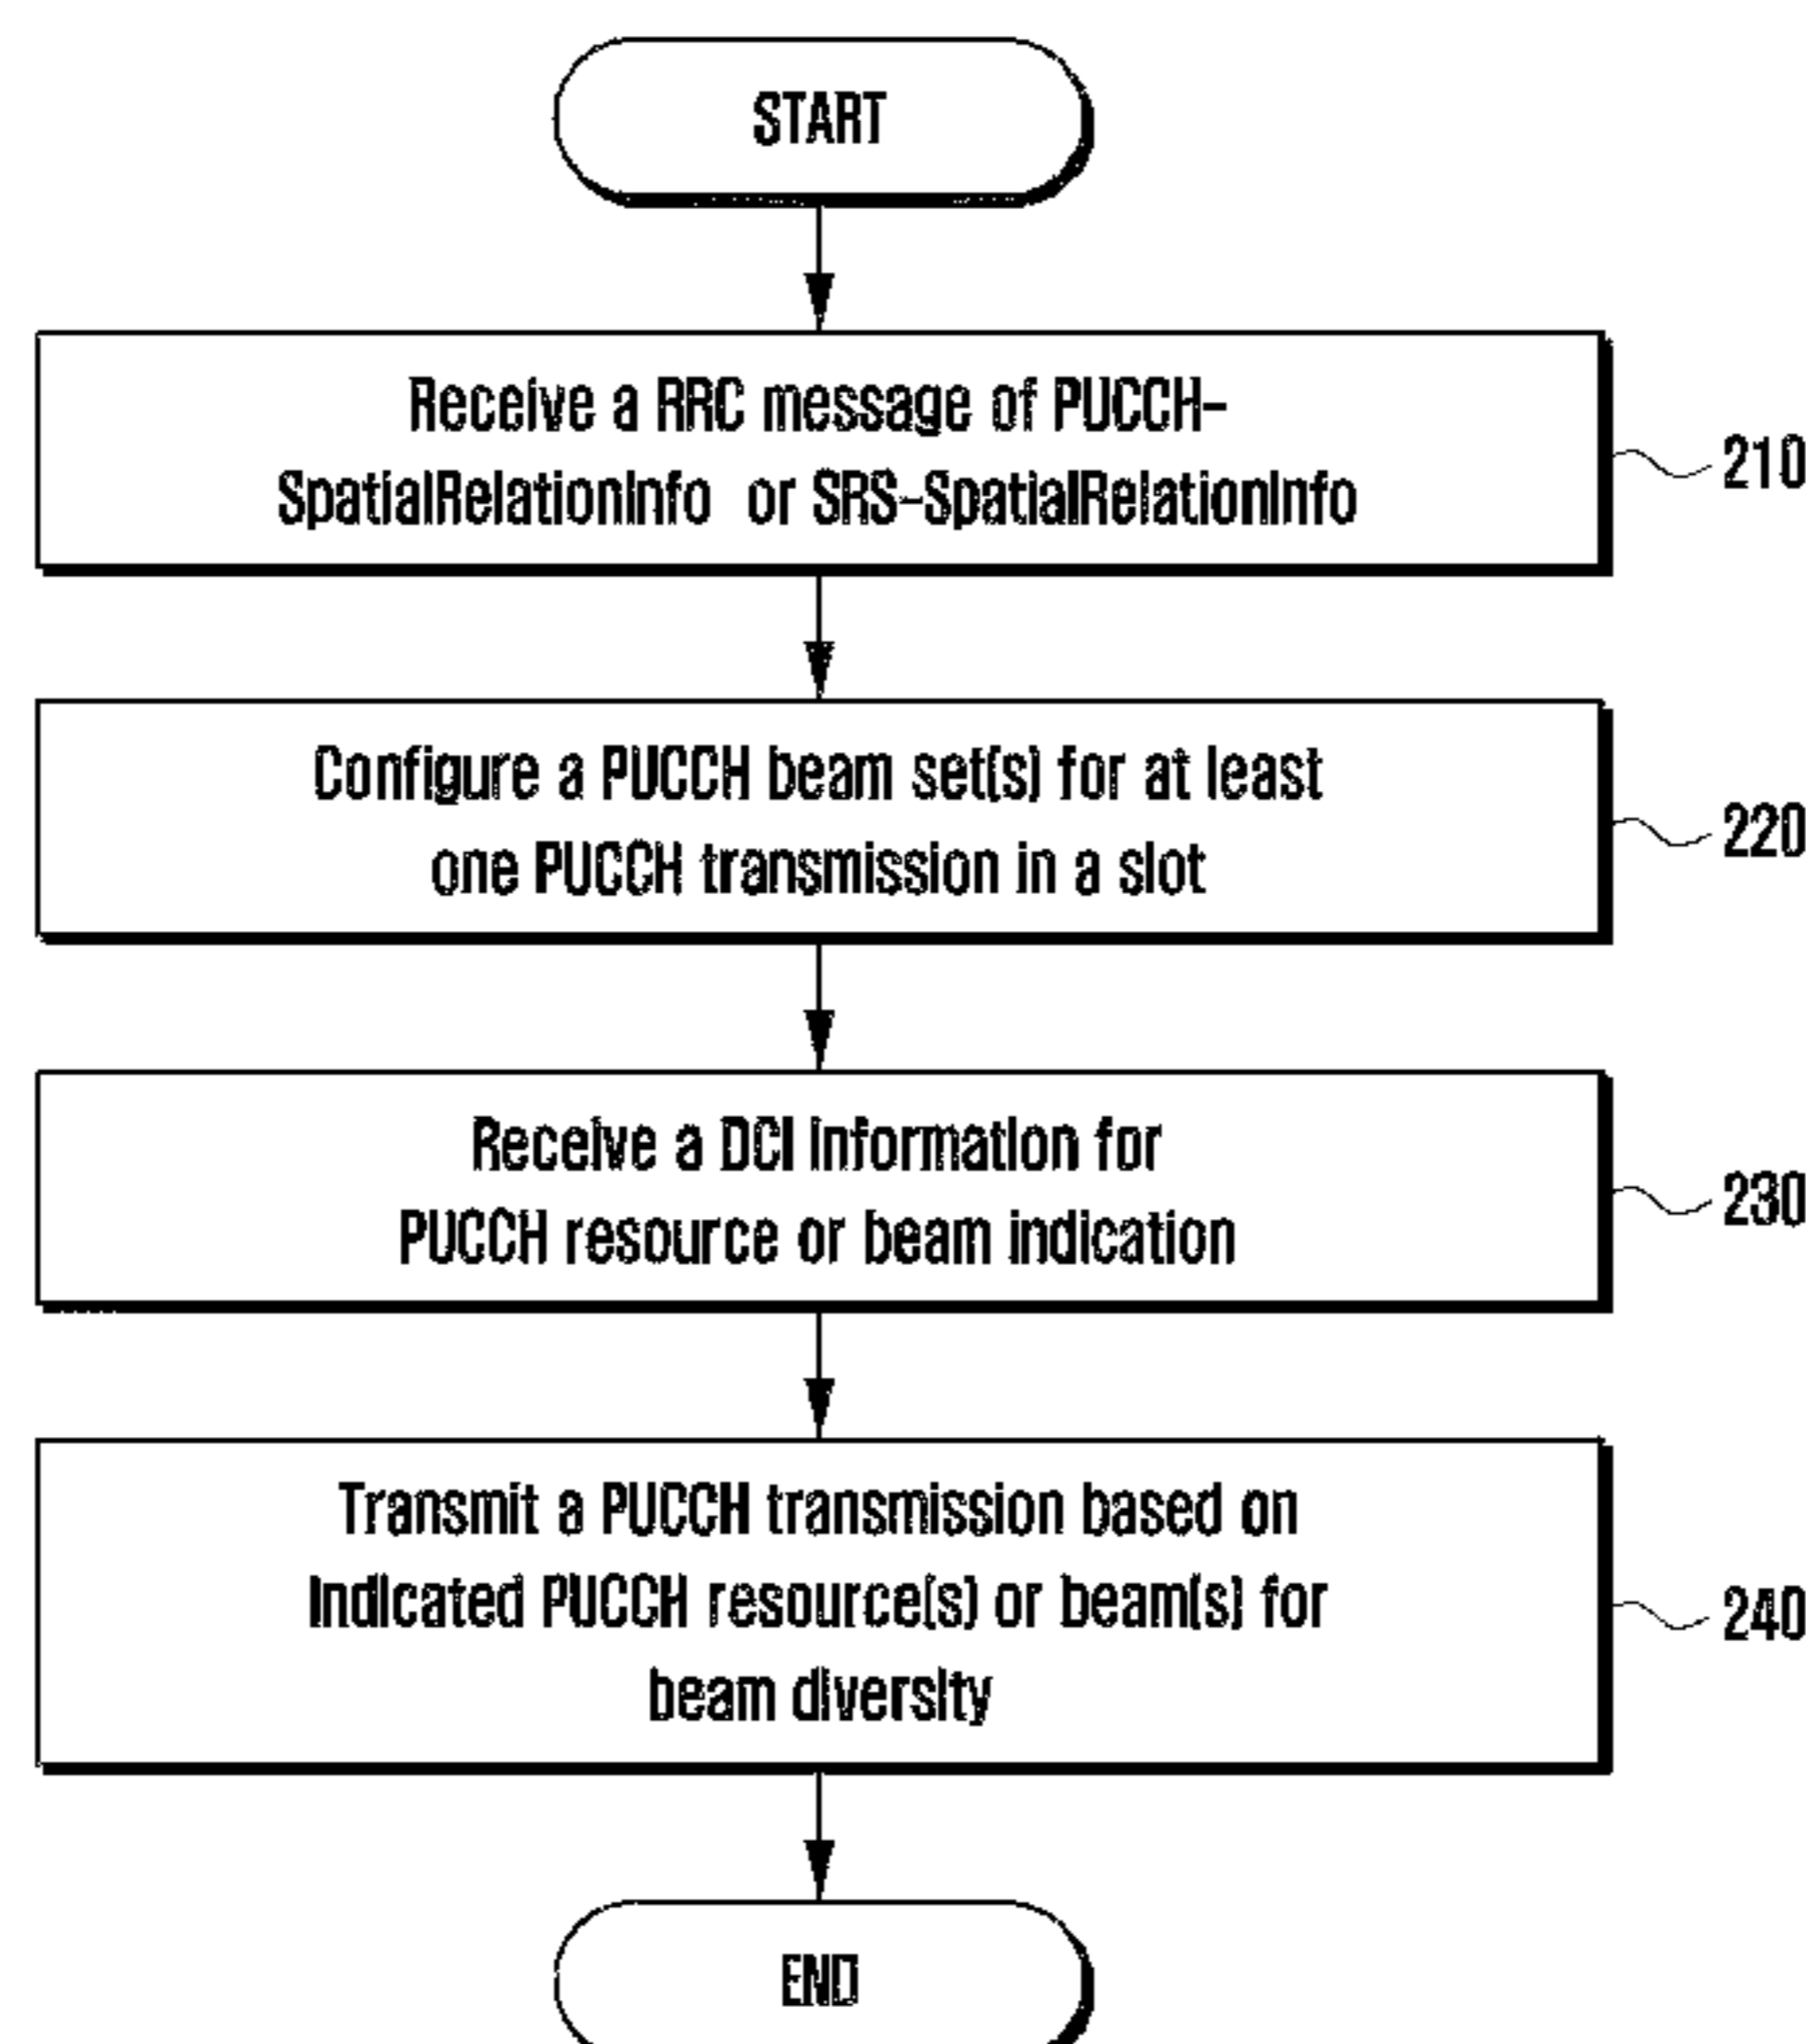 START
Receive a RRC message of PUCCH-
SpatialRelationInfo or SRS-SpatialRelationInfo
210
Configure a PUCCH beam set(s) for at least
one PUCCH transmission in a slot
220
Receive a DCI information for
PUCCH resource or beam indication
230
Transmit a PUCCH transmission based on
indicated PUCCH resource(s) or beam(s) for
beam diversity
240
END